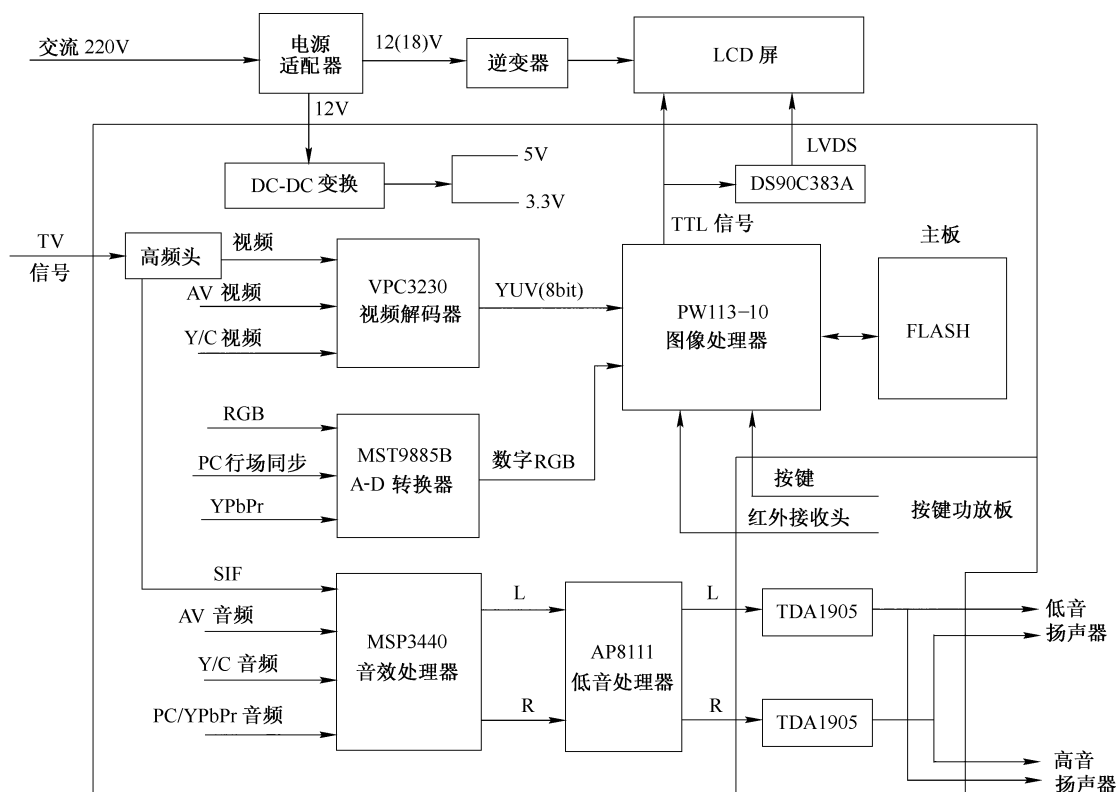 交流 220V
电源
适配器
12(18)V
逆变器
LCD 屏
12V
DC-DC 变换
5V
3.3V
LVDS
DS90C383A
TTL 信号
TV
信号
高频头
视频
AV 视频
Y/C 视频
VPC3230
视频解码器
YUV(8bit)
PW113-10
图像处理器
主板
FLASH
RGB
PC行场同步
YPbPr
MST9885B
A-D 转换器
数字RGB
按键
红外接收头
按键功放板
SIF
AV 音频
Y/C 音频
PC/YPbPr 音频
MSP3440
音效处理器
L
R
AP8111
低音处理器
L
R
TDA1905
TDA1905
低音
扬声器
高音
扬声器